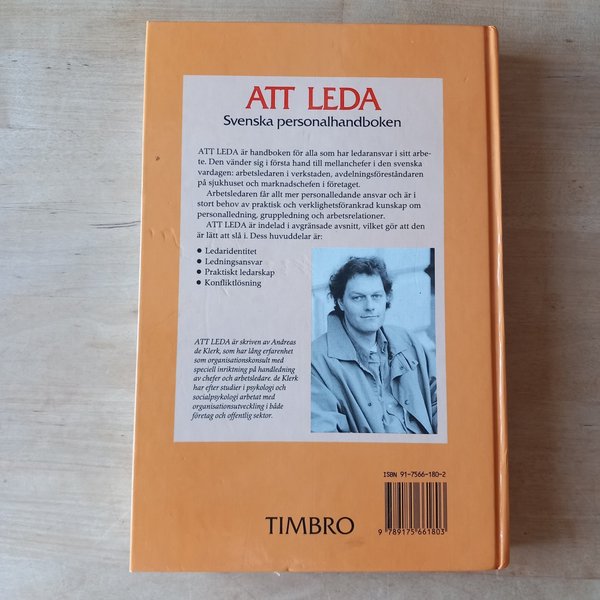 ATT LEDA
Svenska personalhandboken
ATT LEDA är handboken för alla som har ledaransvar i sitt arbe-
te. Den vänder sig i första hand till mellanchefer i den svenska
vardagen: arbetsledaren i verkstaden, avdelningsföreståndaren
på sjukhuset och marknadschefen i företaget.
Arbetsledaren får allt mer personalledande ansvar och är i
stort behov av praktisk och verklighetsförankrad kunskap om
personalledning, gruppledning och arbetsrelationer.
ATT LEDA är indelad i avgränsade avsnitt, vilket gör att den
är lätt att slå i. Dess huvuddelar är:
● Ledaridentitet
● Ledningsansvar
● Praktiskt ledarskap
● Konfliktlösning
ATT LEDA är skriven av Andreas
de Klerk, som har lång erfarenhet
som organisationskonsult med
speciell inriktning på handledning
av chefer och arbetsledare. de Klerk
har efter studier i psykologi och
socialpsykologi arbetat med
organisationsutveckling i både
företag och offentlig sektor.
ISBN 91-7566-180-2
9 789175 661803
TIMBRO